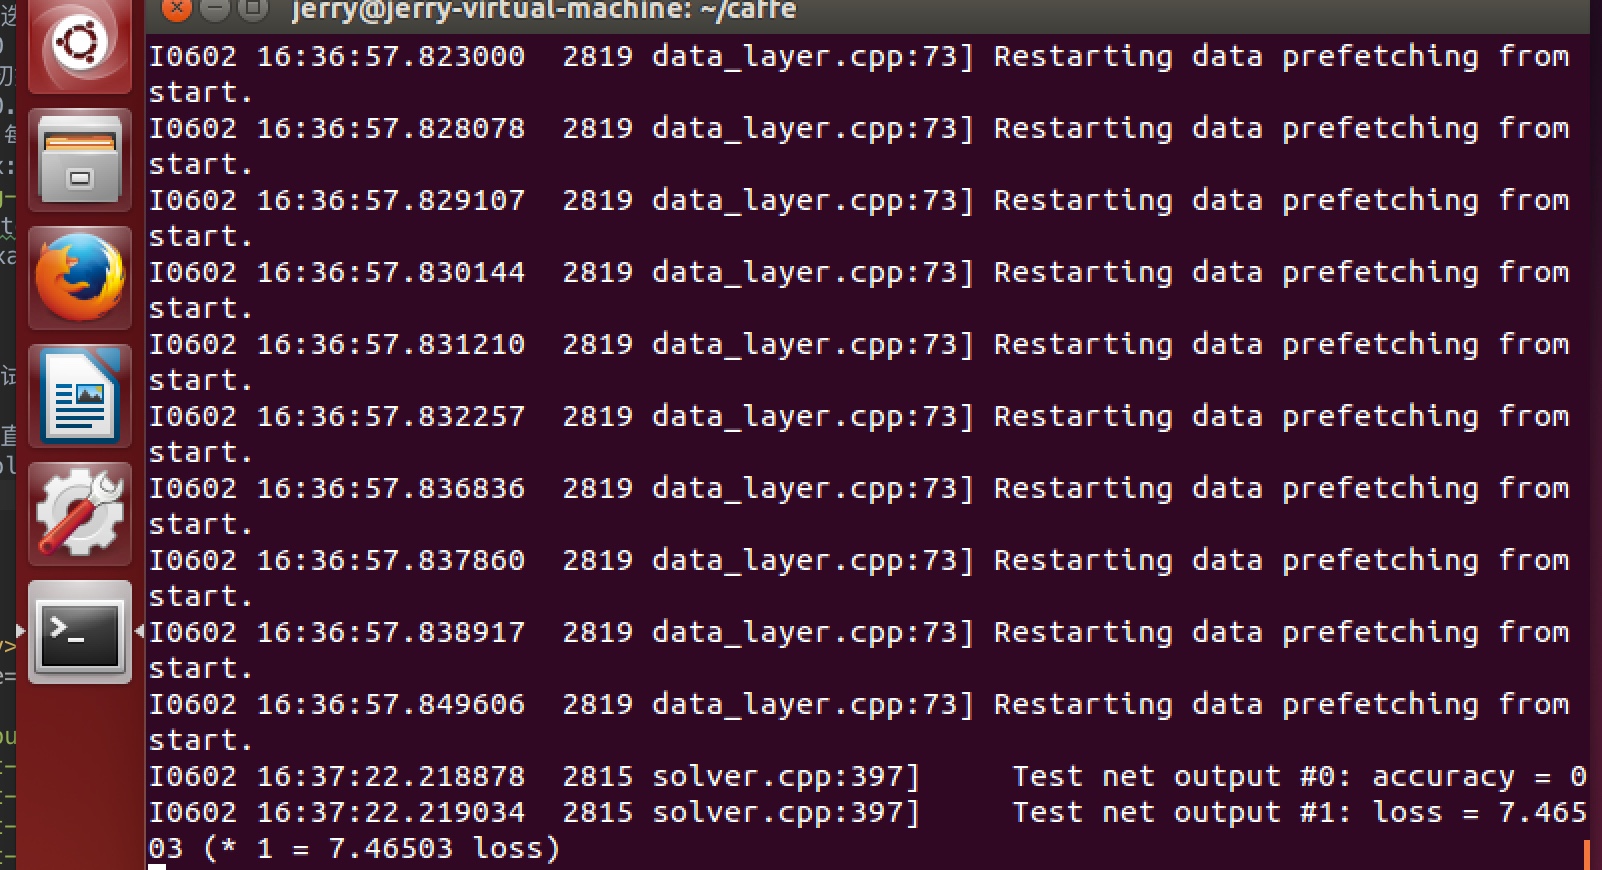 jerry@jerry-virtual-machine: ~/caffe
I0602 16:36:57.823000  2819 data_layer.cpp:73] Restarting data prefetching from
start.
I0602 16:36:57.828078  2819 data_layer.cpp:73] Restarting data prefetching from
start.
I0602 16:36:57.829107  2819 data_layer.cpp:73] Restarting data prefetching from
start.
I0602 16:36:57.830144  2819 data_layer.cpp:73] Restarting data prefetching from
start.
I0602 16:36:57.831210  2819 data_layer.cpp:73] Restarting data prefetching from
start.
I0602 16:36:57.832257  2819 data_layer.cpp:73] Restarting data prefetching from
start.
I0602 16:36:57.836836  2819 data_layer.cpp:73] Restarting data prefetching from
start.
I0602 16:36:57.837860  2819 data_layer.cpp:73] Restarting data prefetching from
start.
I0602 16:36:57.838917  2819 data_layer.cpp:73] Restarting data prefetching from
start.
I0602 16:36:57.849606  2819 data_layer.cpp:73] Restarting data prefetching from
start.
I0602 16:37:22.218878  2815 solver.cpp:397]     Test net output #0: accuracy = 0
I0602 16:37:22.219034  2815 solver.cpp:397]     Test net output #1: loss = 7.465
03 (* 1 = 7.46503 loss)